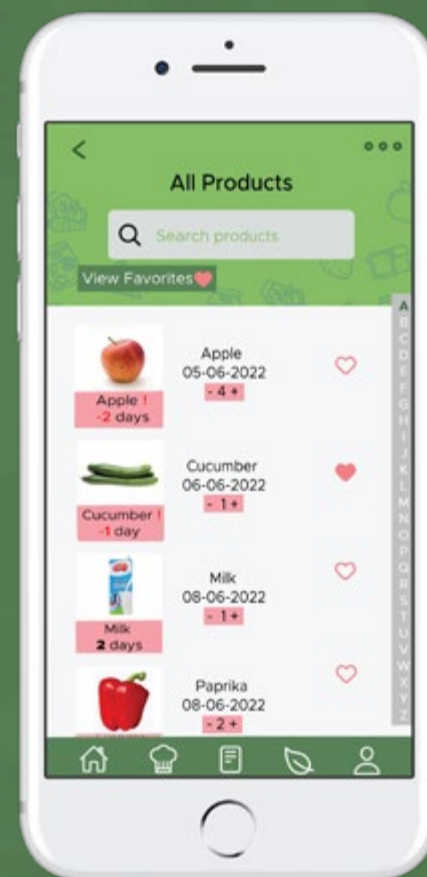 All Products
Search products
View Favorites
Apple
05-06-2022
- 4 +
Apple !
-2 days
Cucumber
06-06-2022
- 1 +
Cucumber !
-1 day
Milk
08-06-2022
- 1 +
Milk
2 days
Paprika
08-06-2022
- 2 +
A
B
C
D
E
F
G
H
I
J
K
L
M
N
O
P
Q
R
S
T
U
V
W
X
Y
Z